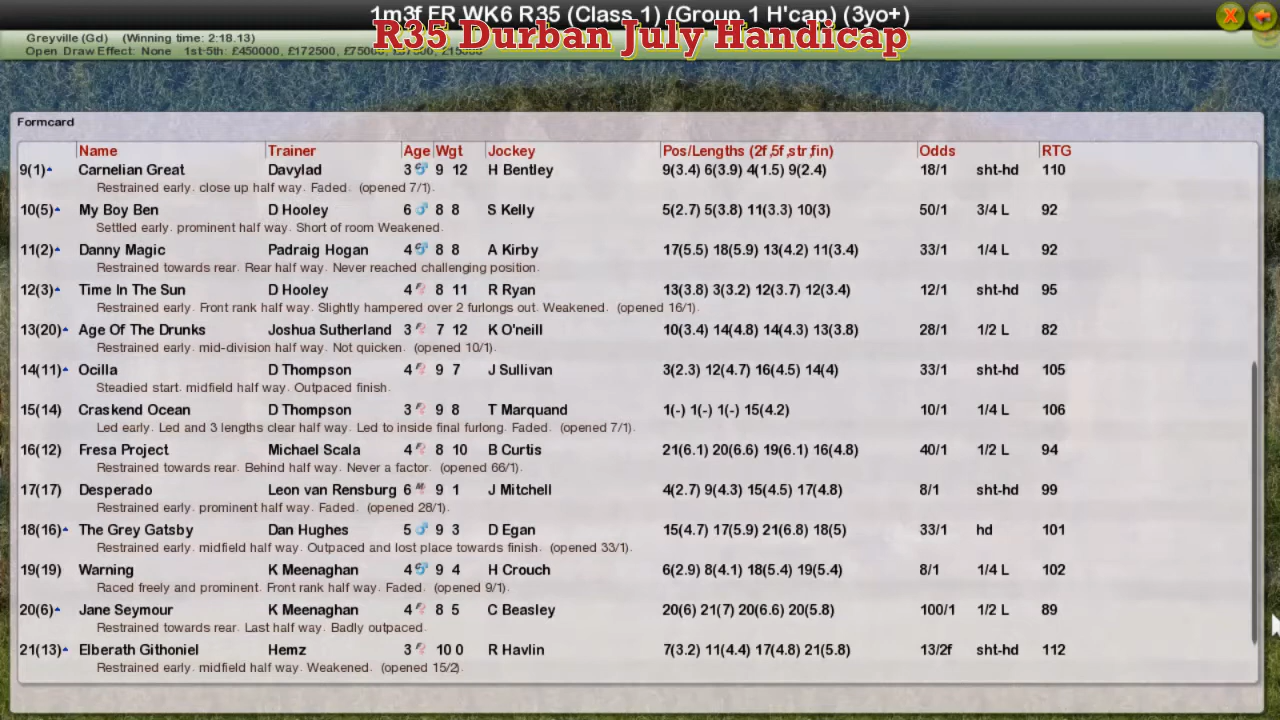 1m3f FR WK6 R35 (Class 1) (Group 1 H'cap) (3yo+)
R35 Durban July Handicap
Greyville (Gd) (Winning time: 2:18.13)
Open Draw Effect: None 1st-5th: £450000, £172500, £75000, £37500, £15000
Formcard
Name Trainer Age Wgt Jockey Pos/Lengths (2f,5f,str,fin) Odds RTG
9(1) Carnelian Great Davylad 3 9 12 H Bentley 9(3.4) 6(3.9) 4(1.5) 9(2.4) 18/1 sht-hd 110
Restrained early. close up half way. Faded. (opened 7/1).
10(5) My Boy Ben D Hooley 6 8 8 S Kelly 5(2.7) 5(3.8) 11(3.3) 10(3) 50/1 3/4 L 92
Settled early. prominent half way. Short of room Weakened.
11(2) Danny Magic Padraig Hogan 4 8 8 A Kirby 17(5.5) 18(5.9) 13(4.2) 11(3.4) 33/1 1/4 L 92
Restrained towards rear. Rear half way. Never reached challenging position.
12(3) Time In The Sun D Hooley 4 8 11 R Ryan 13(3.8) 3(3.2) 12(3.7) 12(3.4) 12/1 sht-hd 95
Restrained early. Front rank half way. Slightly hampered over 2 furlongs out. Weakened. (opened 16/1).
13(20) Age Of The Drunks Joshua Sutherland 3 7 12 K O'neill 10(3.4) 14(4.8) 14(4.3) 13(3.8) 28/1 1/2 L 82
Restrained early. mid-division half way. Not quicken. (opened 10/1).
14(11) Ocilla D Thompson 4 9 7 J Sullivan 3(2.3) 12(4.7) 16(4.5) 14(4) 33/1 sht-hd 105
Steadied start. midfield half way. Outpaced finish.
15(14) Craskend Ocean D Thompson 3 9 8 T Marquand 1(-) 1(-) 1(-) 15(4.2) 10/1 1/4 L 106
Led early. Led and 3 lengths clear half way. Led to inside final furlong. Faded. (opened 7/1).
16(12) Fresa Project Michael Scala 4 8 10 B Curtis 21(6.1) 20(6.6) 19(6.1) 16(4.8) 40/1 1/2 L 94
Restrained towards rear. Behind half way. Never a factor. (opened 66/1).
17(17) Desperado Leon van Rensburg 6 9 1 J Mitchell 4(2.7) 9(4.3) 15(4.5) 17(4.8) 8/1 sht-hd 99
Restrained early. prominent half way. Faded. (opened 28/1).
18(16) The Grey Gatsby Dan Hughes 5 9 3 D Egan 15(4.7) 17(5.9) 21(6.8) 18(5) 33/1 hd 101
Restrained early. midfield half way. Outpaced and lost place towards finish. (opened 33/1).
19(19) Warning K Meenaghan 4 9 4 H Crouch 6(2.9) 8(4.1) 18(5.4) 19(5.4) 8/1 1/4 L 102
Raced freely and prominent. Front rank half way. Faded. (opened 9/1).
20(6) Jane Seymour K Meenaghan 4 8 5 C Beasley 20(6) 21(7) 20(6.6) 20(5.8) 100/1 1/2 L 89
Restrained towards rear. Last half way. Badly outpaced.
21(13) Elberath Githoniel Hemz 3 10 0 R Havlin 7(3.2) 11(4.4) 17(4.8) 21(5.8) 13/2f sht-hd 112
Restrained early. midfield half way. Weakened. (opened 15/2).